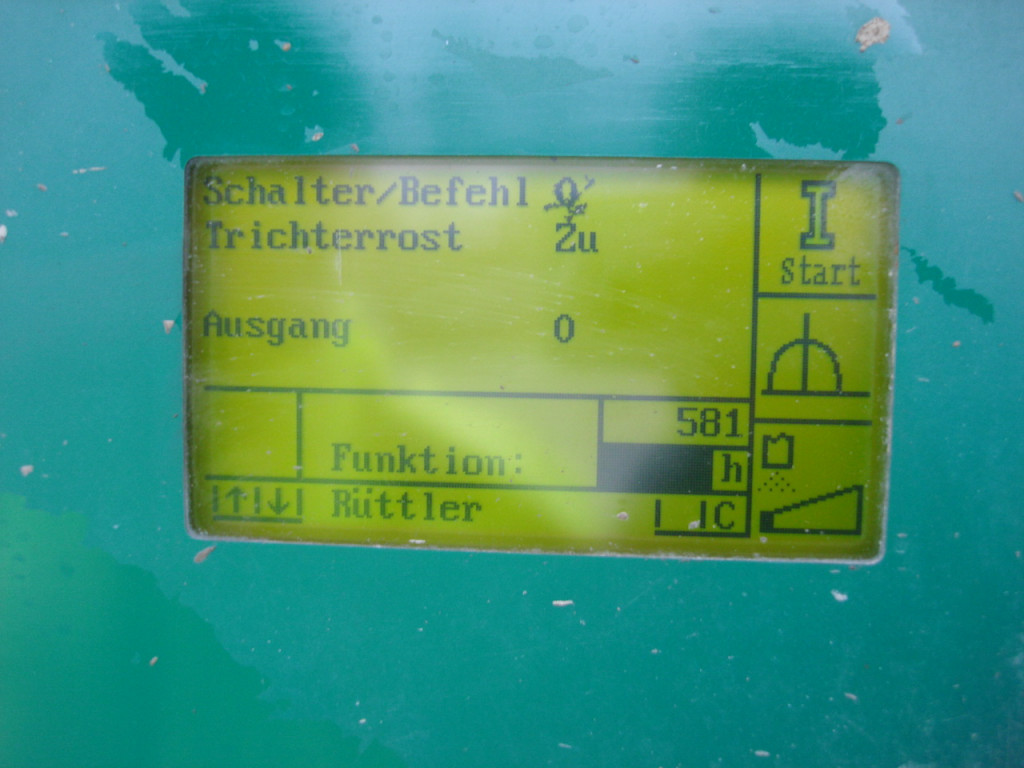 Schalter/Befehl 0
Trichterrost Zu
Ausgang 0
581
Funktion: h
Rüttler C
I
Start